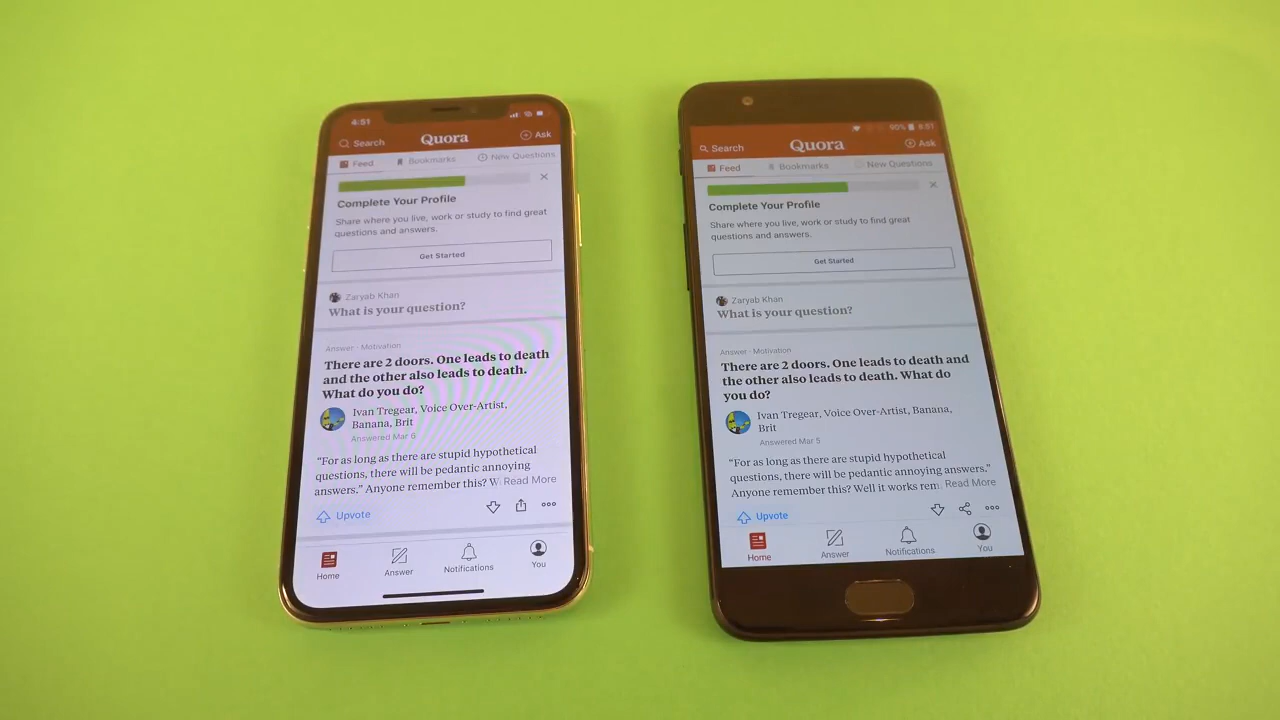 4:51
Search
Quora
Ask
Feed
Bookmarks
New Questions
Complete Your Profile
Share where you live, work or study to find great
questions and answers.
Get Started
Zaryab Khan
What is your question?
Answer · Motivation
There are 2 doors. One leads to death
and the other also leads to death.
What do you do?
Ivan Tregear, Voice Over-Artist,
Banana, Brit
Answered Mar 6
"For as long as there are stupid hypothetical
questions, there will be pedantic annoying
answers." Anyone remember this? W Read More
Upvote
Home
Answer
Notifications
You
90%
Search
Quora
Ask
Feed
Bookmarks
New Questions
Complete Your Profile
Share where you live, work or study to find great
questions and answers.
Get Started
Zaryab Khan
What is your question?
Answer · Motivation
There are 2 doors. One leads to death and
the other also leads to death. What do
you do?
Ivan Tregear, Voice Over-Artist, Banana,
Brit
Answered Mar 5
"For as long as there are stupid hypothetical
questions, there will be pedantic annoying answers."
Anyone remember this? Well it works rem Read More
Upvote
Home
Answer
Notifications
You